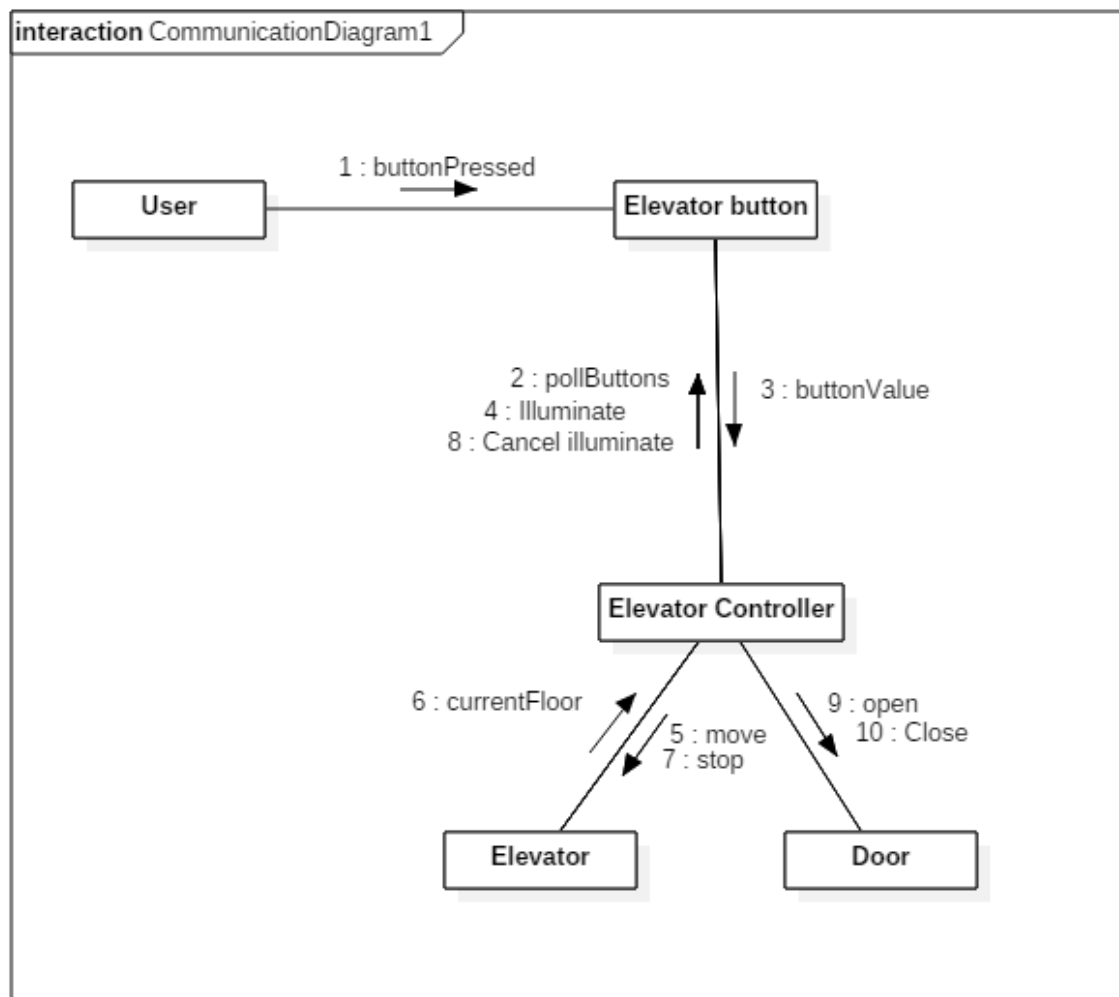 interaction CommunicationDiagram1
1 : buttonPressed
User
Elevator button
2 : pollButtons
4 : Illuminate
8 : Cancel illuminate
3 : buttonValue
Elevator Controller
6 : currentFloor
5 : move
7 : stop
9 : open
10 : Close
Elevator
Door